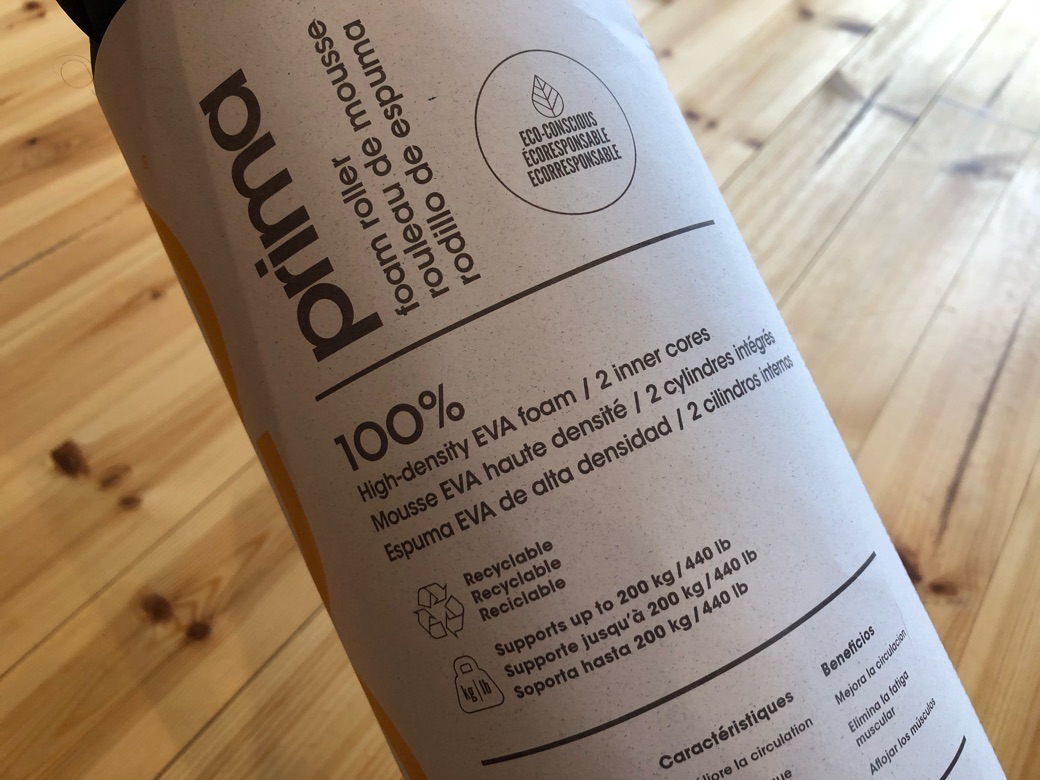 prima
foam roller
rouleau de mousse
rodillo de espuma
ECO-CONSCIOUS
ÉCORESPONSABLE
ECORRESPONSABLE
100%
High-density EVA foam / 2 inner cores
Mousse EVA haute densité / 2 cylindres intégrés
Espuma EVA de alta densidad / 2 cilindros internos
Recyclable
Recyclable
Reciclable
kg lb
Supports up to 200 kg / 440 lb
Supporte jusqu'à 200 kg / 440 lb
Soporta hasta 200 kg / 440 lb
Caractéristiques
la circulation
Beneficios
Mejora la circulación
Elimina la fatiga
muscular
Aflojar los músculos